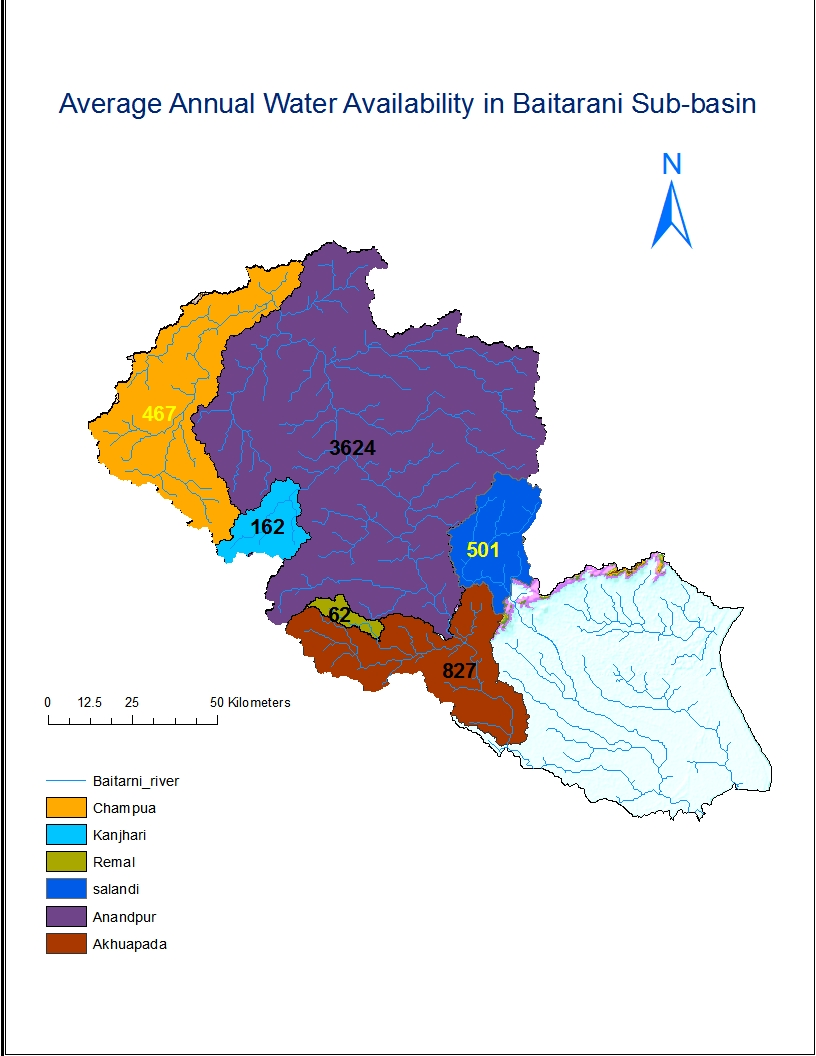 Average Annual Water Availability in Baitarani Sub-basin
N
467
3624
162
501
62
827
0 12.5 25 50 Kilometers
Baitarni_river
Champua
Kanjhari
Remal
salandi
Anandpur
Akhuapada